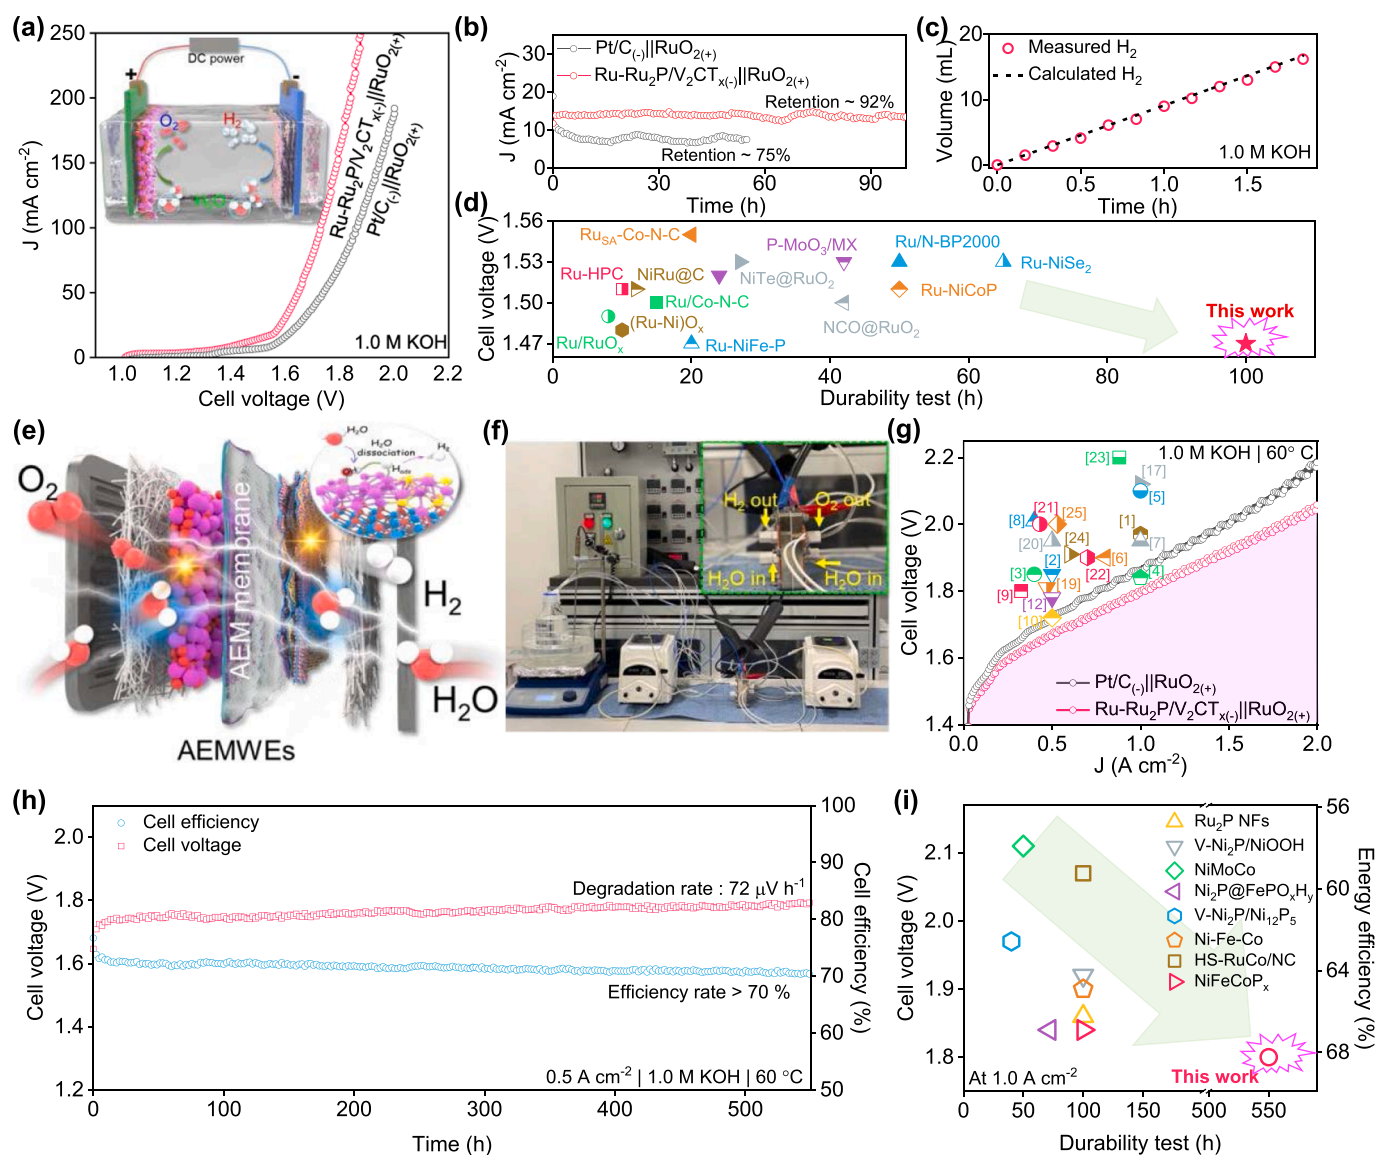 (a)
250
200
150
100
50
0
J (mA cm⁻²)
DC power
+
-
O₂
H₂
H₂O
Ru-Ru₂P/V₂CTₓ₍₋₎||RuO₂₍₊₎
Pt/C₍₋₎||RuO₂₍₊₎
1.0 M KOH
1.0 1.2 1.4 1.6 1.8 2.0 2.2
Cell voltage (V)
(b)
30
20
10
0
J (mA cm⁻²)
Pt/C₍₋₎||RuO₂₍₊₎
Ru-Ru₂P/V₂CTₓ₍₋₎||RuO₂₍₊₎
Retention ~ 92%
Retention ~ 75%
0 30 60 90
Time (h)
(c)
20
10
0
Volume (mL)
Measured H₂
Calculated H₂
1.0 M KOH
0.0 0.5 1.0 1.5
Time (h)
(d)
1.56
1.53
1.50
1.47
Cell voltage (V)
Ru_SA-Co-N-C
P-MoO₃/MX
Ru/N-BP2000
Ru-HPC
NiRu@C
NiTe@RuO₂
Ru-NiSe₂
Ru/Co-N-C
Ru-NiCoP
(Ru-Ni)Oₓ
NCO@RuO₂
Ru/RuOₓ
Ru-NiFe-P
This work
0 20 40 60 80 100
Durability test (h)
(e)
O₂
AEM membrane
H₂O
H₂O
dissociation
H₂
H_ads
H₂
H₂O
AEMWEs
(f)
H₂ out
O₂ out
H₂O in
H₂O in
(g)
2.2
2.0
1.8
1.6
1.4
Cell voltage (V)
1.0 M KOH | 60° C
[23]
[17]
[5]
[21]
[8]
[25]
[1]
[20]
[24]
[7]
[2]
[6]
[3]
[22]
[4]
[9]
[19]
[12]
[10]
Pt/C₍₋₎||RuO₂₍₊₎
Ru-Ru₂P/V₂CTₓ₍₋₎||RuO₂₍₊₎
0.0 0.5 1.0 1.5 2.0
J (A cm⁻²)
(h)
2.0
1.8
1.6
1.4
1.2
Cell voltage (V)
Cell efficiency
Cell voltage
Degradation rate : 72 μV h⁻¹
Efficiency rate > 70 %
0.5 A cm⁻² | 1.0 M KOH | 60 °C
100
90
80
70
60
50
Cell efficiency (%)
0 100 200 300 400 500
Time (h)
(i)
2.1
2.0
1.9
1.8
Cell voltage (V)
Ru₂P NFs
V-Ni₂P/NiOOH
NiMoCo
Ni₂P@FePOₓHᵧ
V-Ni₂P/Ni₁₂P₅
Ni-Fe-Co
HS-RuCo/NC
NiFeCoPₓ
At 1.0 A cm⁻²
This work
56
60
64
68
Energy efficiency (%)
0 50 100 150 500 550
Durability test (h)